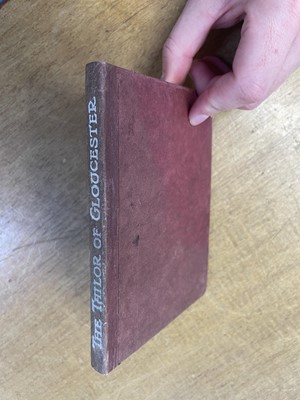 THE TAILOR OF GLOUCESTER